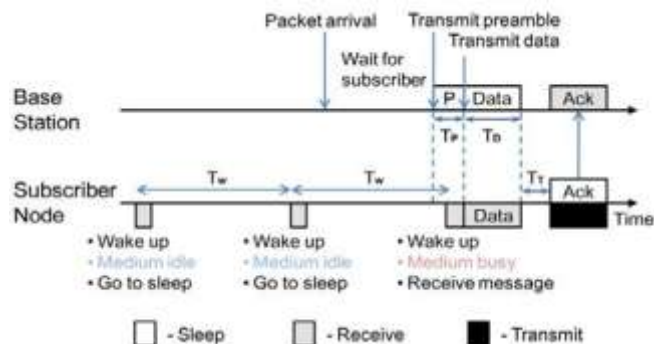 Packet arrival
Transmit preamble
Transmit data
Wait for
subscriber
Base
Station
P
Data
Ack
TP
TD
TW
TW
TT
Subscriber
Node
Data
Ack
Time
• Wake up
• Medium idle
• Go to sleep
• Wake up
• Medium idle
• Go to sleep
• Wake up
• Medium busy
• Receive message
- Sleep
- Receive
- Transmit